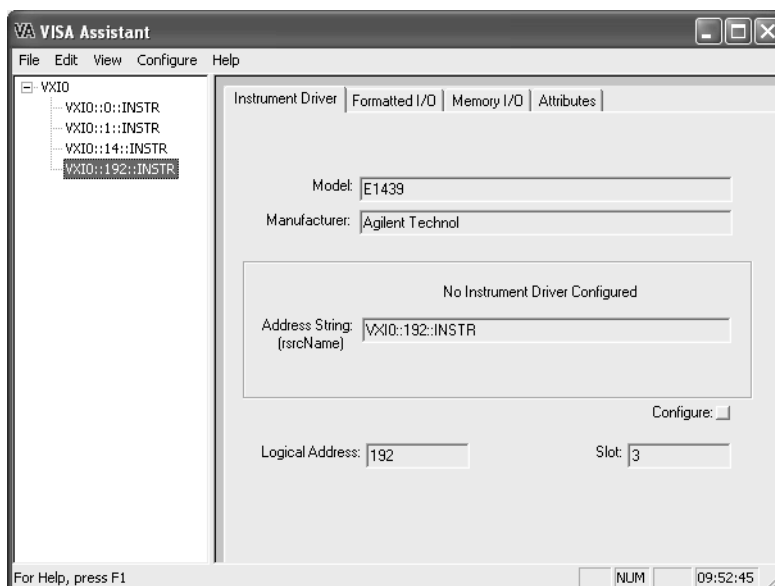 VA VISA Assistant
File Edit View Configure Help
VXI0
VXI0::0::INSTR
VXI0::1::INSTR
VXI0::14::INSTR
VXI0::192::INSTR
Instrument Driver Formatted I/O Memory I/O Attributes
Model: E1439
Manufacturer: Agilent Technol
No Instrument Driver Configured
Address String: VXI0::192::INSTR
(rsrcName)
Configure:
Logical Address: 192 Slot: 3
For Help, press F1 NUM 09:52:45